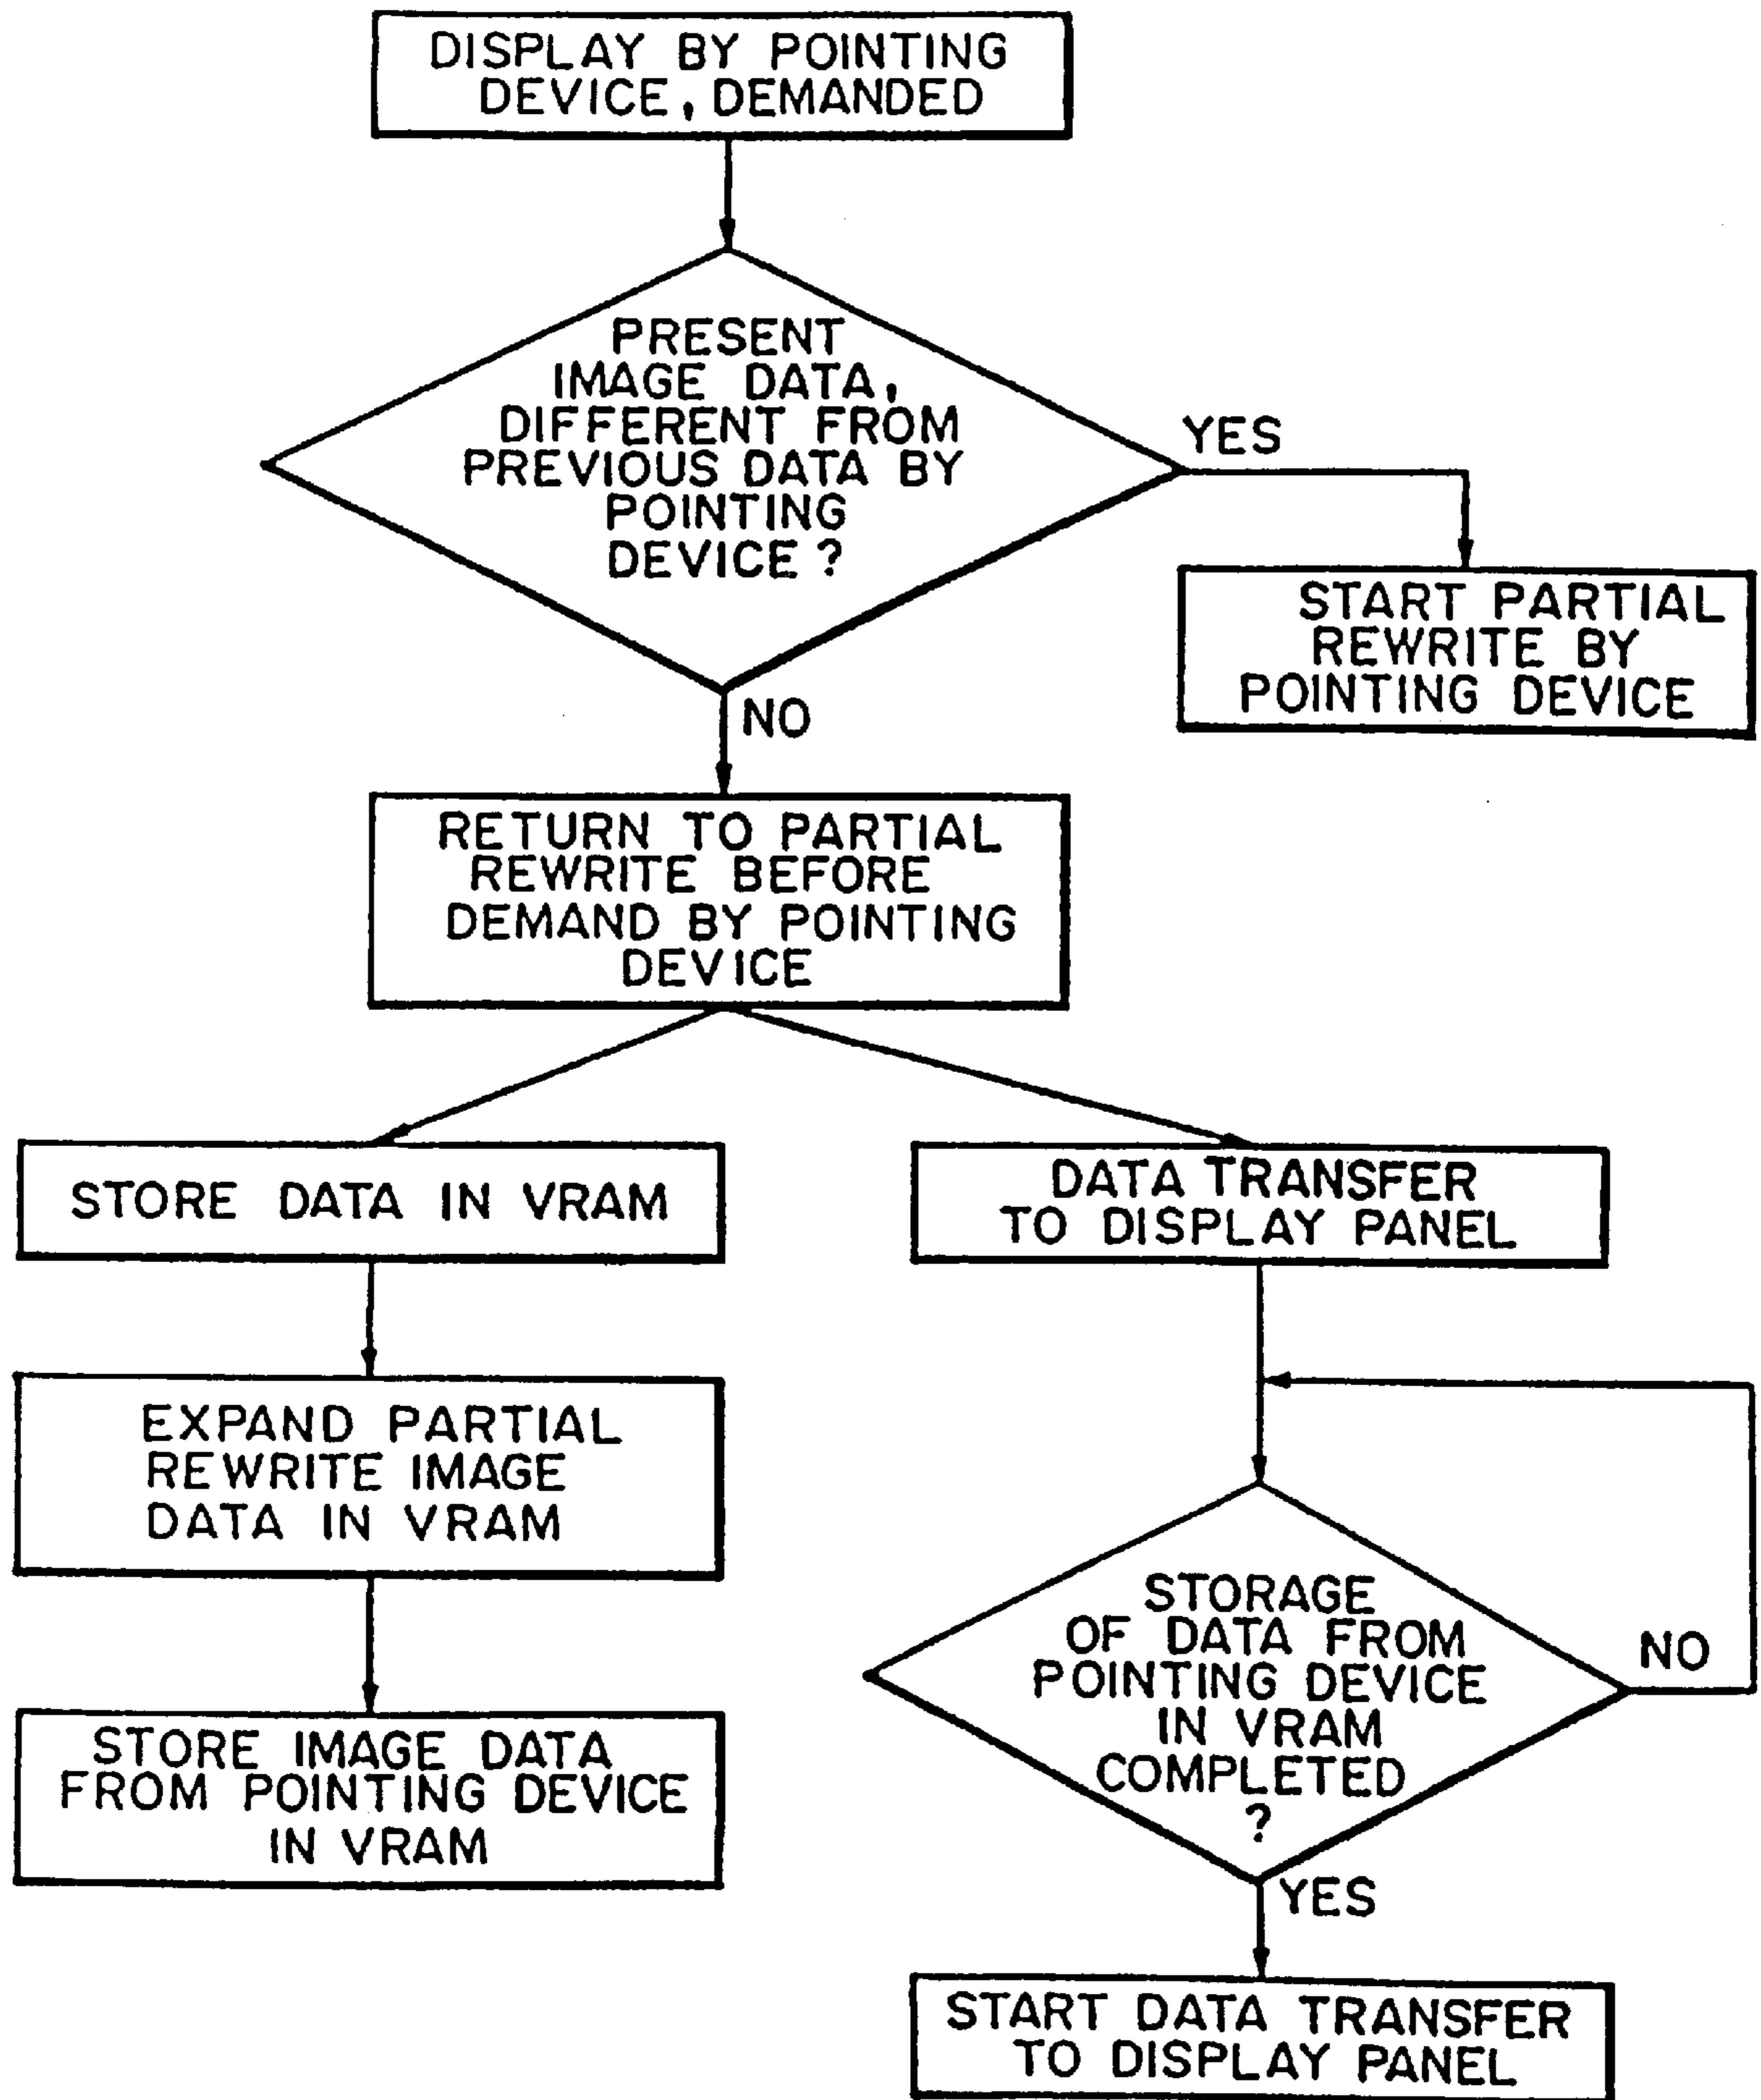 DISPLAY BY POINTING
DEVICE, DEMANDED
PRESENT
IMAGE DATA,
DIFFERENT FROM
PREVIOUS DATA BY
POINTING
DEVICE ?
YES
START PARTIAL
REWRITE BY
POINTING DEVICE
NO
RETURN TO PARTIAL
REWRITE BEFORE
DEMAND BY POINTING
DEVICE
STORE DATA IN VRAM
EXPAND PARTIAL
REWRITE IMAGE
DATA IN VRAM
STORE IMAGE DATA
FROM POINTING DEVICE
IN VRAM
DATA TRANSFER
TO DISPLAY PANEL
STORAGE
OF DATA FROM
POINTING DEVICE
IN VRAM
COMPLETED
?
NO
YES
START DATA TRANSFER
TO DISPLAY PANEL